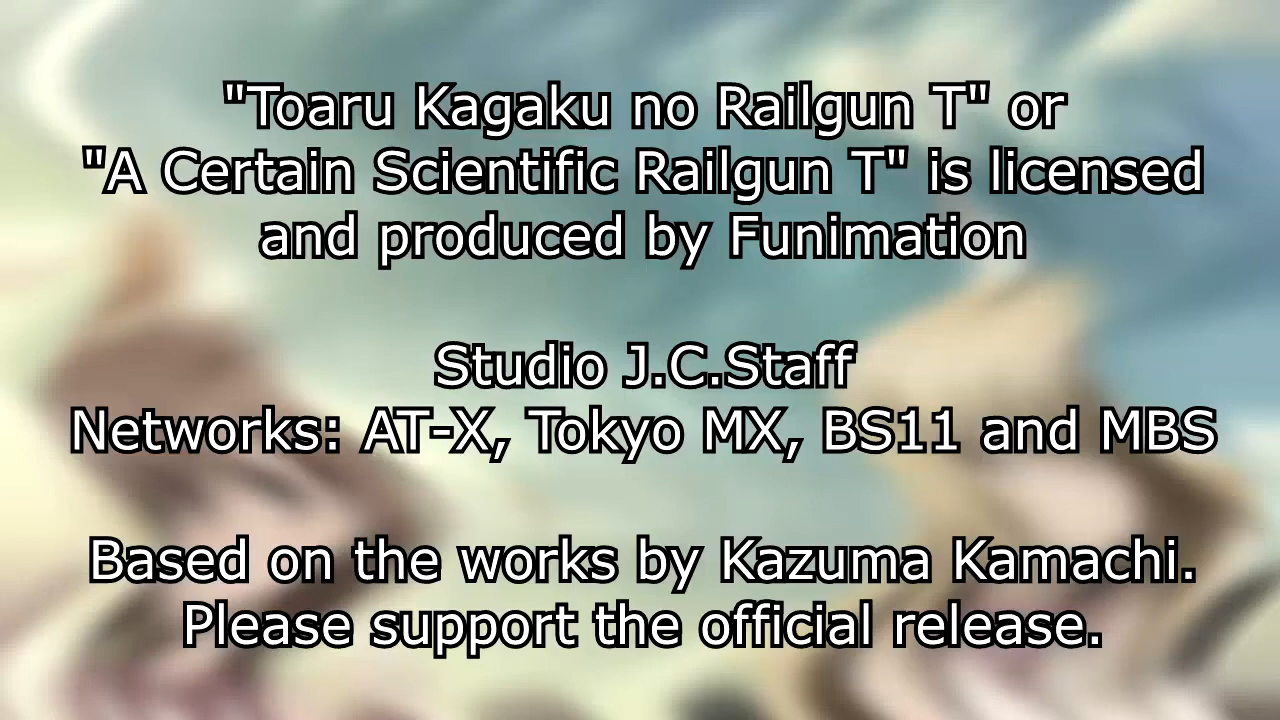 "Toaru Kagaku no Railgun T" or
"A Certain Scientific Railgun T" is licensed
and produced by Funimation
Studio J.C.Staff
Networks: AT-X, Tokyo MX, BS11 and MBS
Based on the works by Kazuma Kamachi.
Please support the official release.